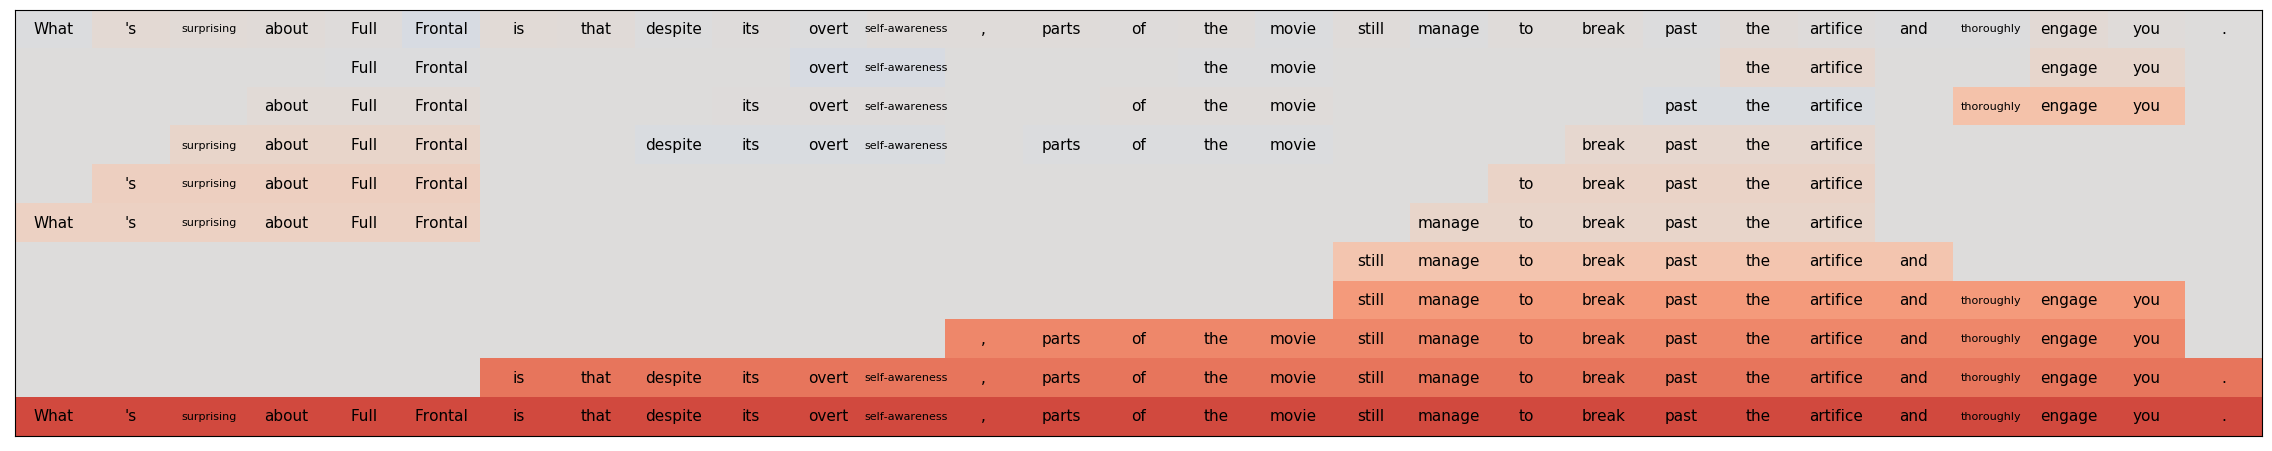 What 's surprising about Full Frontal is that despite its overt self-awareness , parts of the movie still manage to break past the artifice and thoroughly engage you .
Full Frontal overt self-awareness the movie the artifice engage you
about Full Frontal its overt self-awareness of the movie past the artifice thoroughly engage you
surprising about Full Frontal despite its overt self-awareness parts of the movie break past the artifice
's surprising about Full Frontal to break past the artifice
What 's surprising about Full Frontal manage to break past the artifice
still manage to break past the artifice and
still manage to break past the artifice and thoroughly engage you
, parts of the movie still manage to break past the artifice and thoroughly engage you
is that despite its overt self-awareness , parts of the movie still manage to break past the artifice and thoroughly engage you .
What 's surprising about Full Frontal is that despite its overt self-awareness , parts of the movie still manage to break past the artifice and thoroughly engage you .